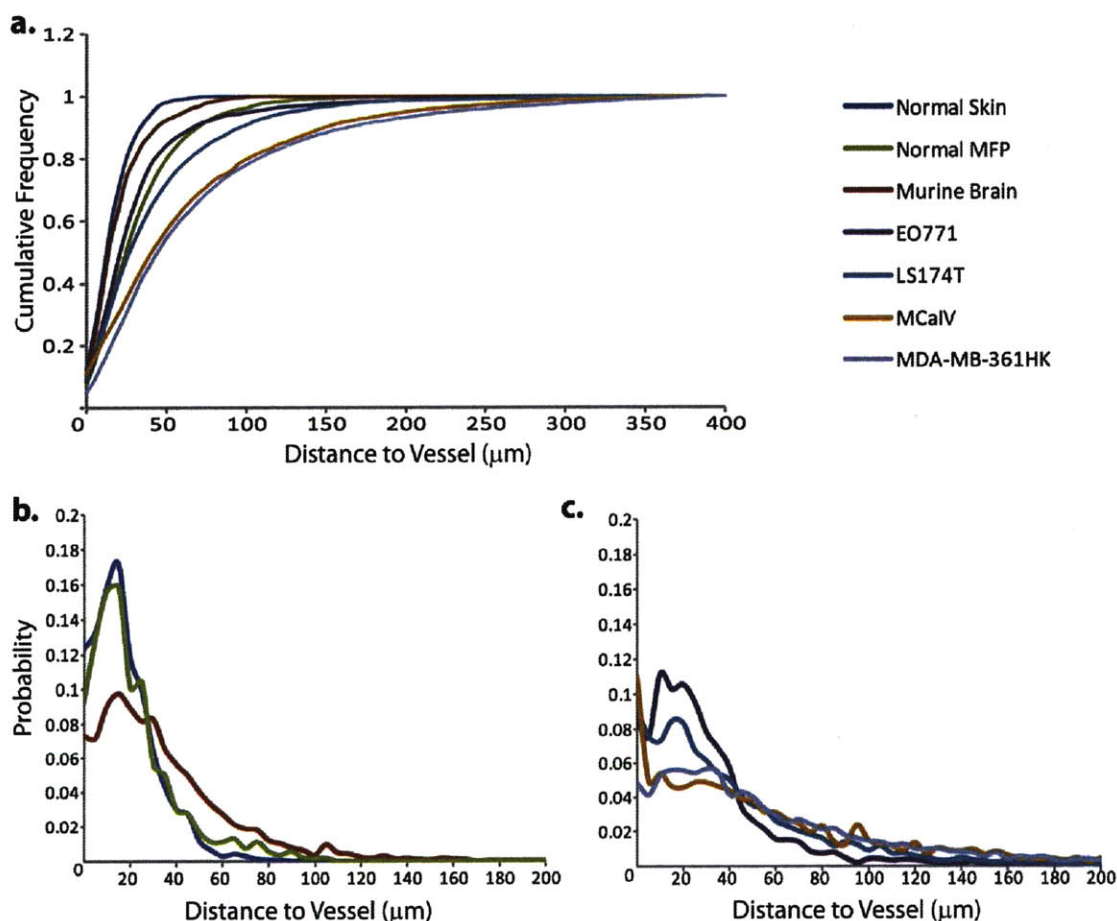 a.
1.2
1
0.8
0.6
0.4
0.2
Cumulative Frequency
0 50 100 150 200 250 300 350 400
Distance to Vessel (μm)
Normal Skin
Normal MFP
Murine Brain
EO771
LS174T
MCaIV
MDA-MB-361HK
b.
0.2
0.18
0.16
0.14
0.12
0.1
0.08
0.06
0.04
0.02
Probability
0 20 40 60 80 100 120 140 160 180 200
Distance to Vessel (μm)
c.
0.2
0.18
0.16
0.14
0.12
0.1
0.08
0.06
0.04
0.02
0 20 40 60 80 100 120 140 160 180 200
Distance to Vessel (μm)